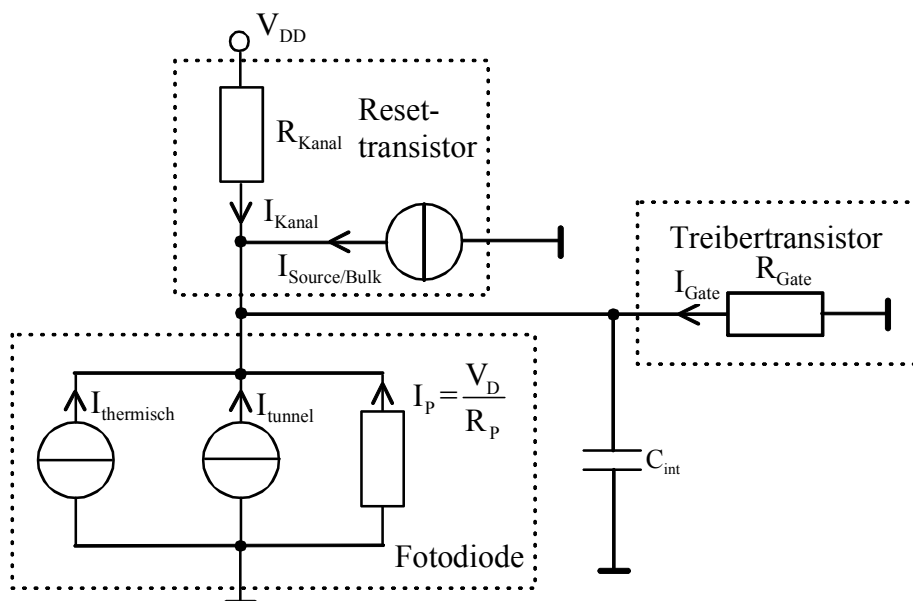 V_DD
Reset-
transistor
R_Kanal
I_Kanal
I_Source/Bulk
Treibertransistor
R_Gate
I_Gate
I_thermisch
I_tunnel
I_P = V_D / R_P
C_int
Fotodiode